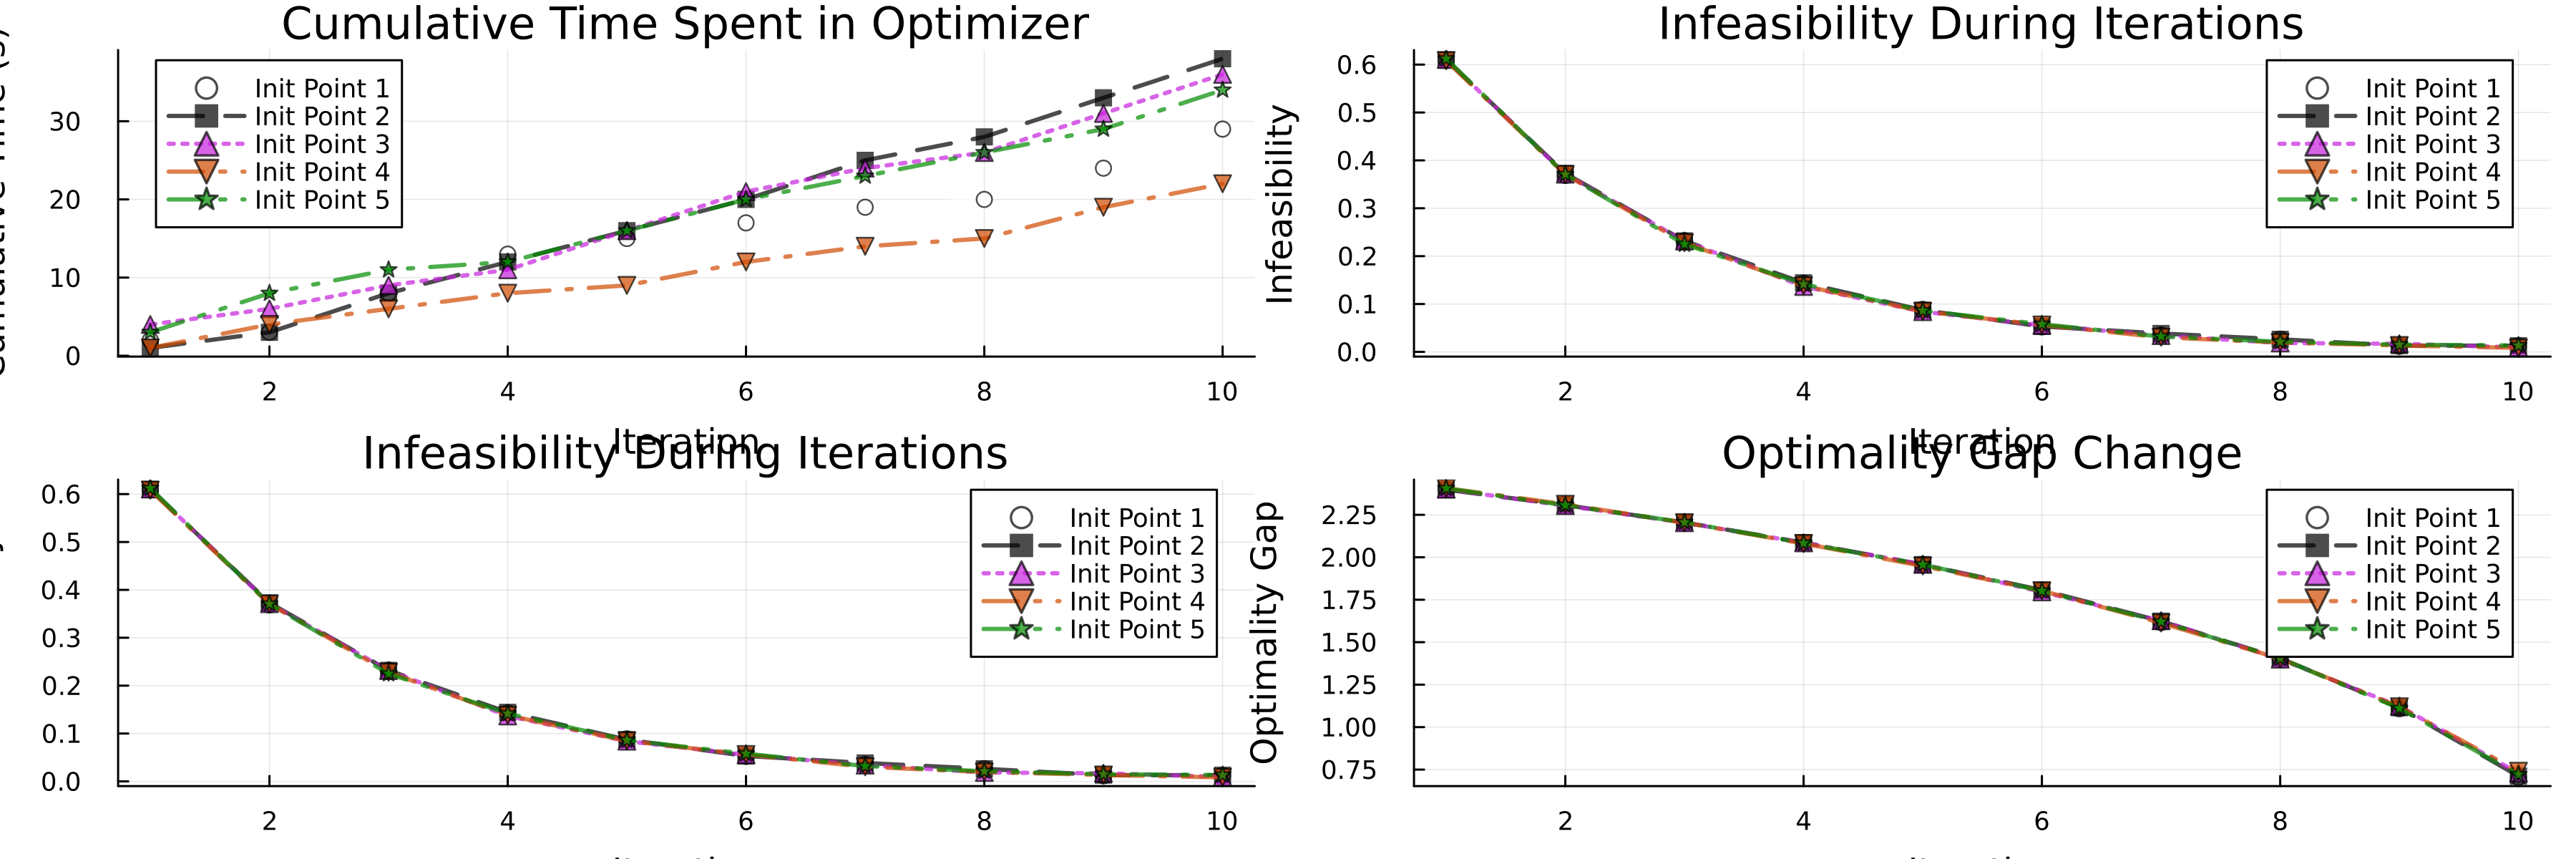 Cumulative Time Spent in Optimizer
Init Point 1
Init Point 2
Init Point 3
Init Point 4
Init Point 5
30
20
10
0
2 4 6 8 10
Iteration
Infeasibility During Iterations
Infeasibility
Init Point 1
Init Point 2
Init Point 3
Init Point 4
Init Point 5
0.6
0.5
0.4
0.3
0.2
0.1
0.0
2 4 6 8 10
Iteration
Infeasibility During Iterations
Init Point 1
Init Point 2
Init Point 3
Init Point 4
Init Point 5
0.6
0.5
0.4
0.3
0.2
0.1
0.0
2 4 6 8 10
Optimality Gap Change
Optimality Gap
Init Point 1
Init Point 2
Init Point 3
Init Point 4
Init Point 5
2.25
2.00
1.75
1.50
1.25
1.00
0.75
2 4 6 8 10